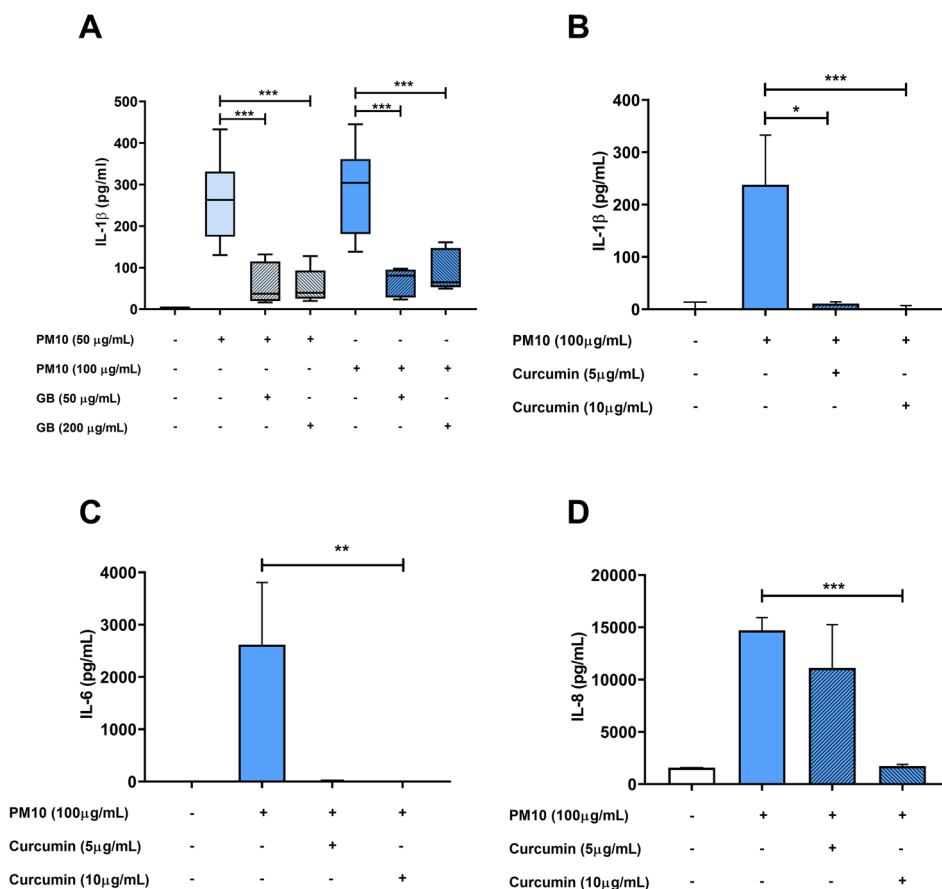 A
IL-1β (pg/ml)
500
400
300
200
100
0
***
***
***
***
PM10 (50 μg/mL) - + + + - - -
PM10 (100 μg/mL) - - - - + + +
GB (50 μg/mL) - - + - - + -
GB (200 μg/mL) - - - + - - +
B
IL-1β (pg/mL)
400
300
200
100
0
***
*
PM10 (100μg/mL) - + + +
Curcumin (5μg/mL) - - + -
Curcumin (10μg/mL) - - - +
C
IL-6 (pg/mL)
4000
3000
2000
1000
0
**
PM10 (100μg/mL) - + + +
Curcumin (5μg/mL) - - + -
Curcumin (10μg/mL) - - - +
D
IL-8 (pg/mL)
20000
15000
10000
5000
0
***
PM10 (100μg/mL) - + + +
Curcumin (5μg/mL) - - + -
Curcumin (10μg/mL) - - - +